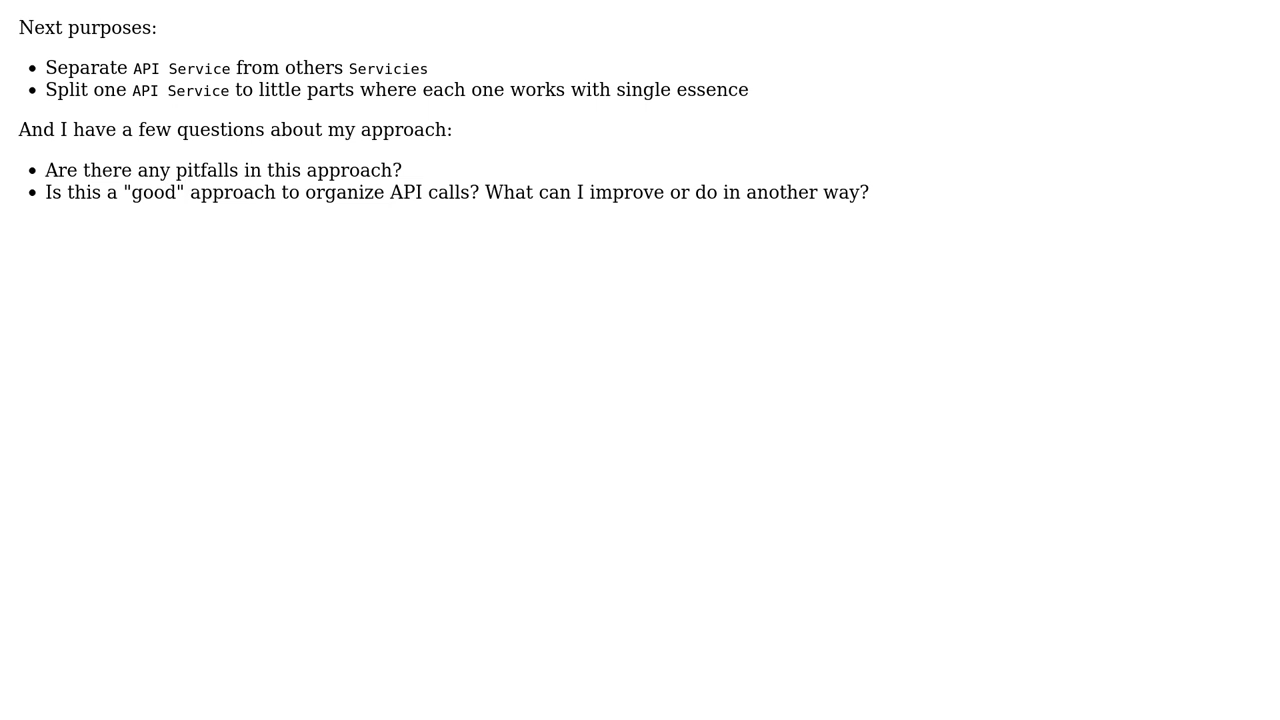 Next purposes:
Separate API Service from others Servicies
Split one API Service to little parts where each one works with single essence
And I have a few questions about my approach:
Are there any pitfalls in this approach?
Is this a "good" approach to organize API calls? What can I improve or do in another way?